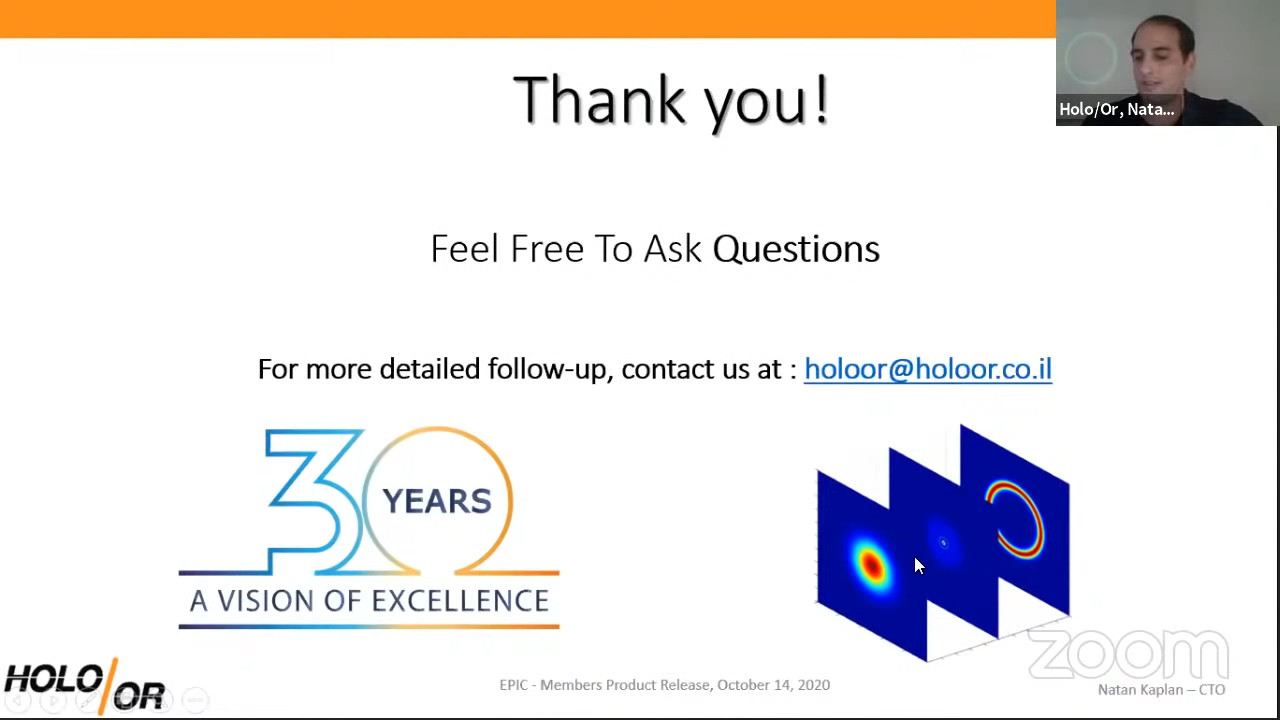 Thank you!
Holo/Or, Nata...
Feel Free To Ask Questions
For more detailed follow-up, contact us at : holoor@holoor.co.il
30 YEARS
A VISION OF EXCELLENCE
zoom
HOLO/OR
EPIC - Members Product Release, October 14, 2020
Natan Kaplan – CTO